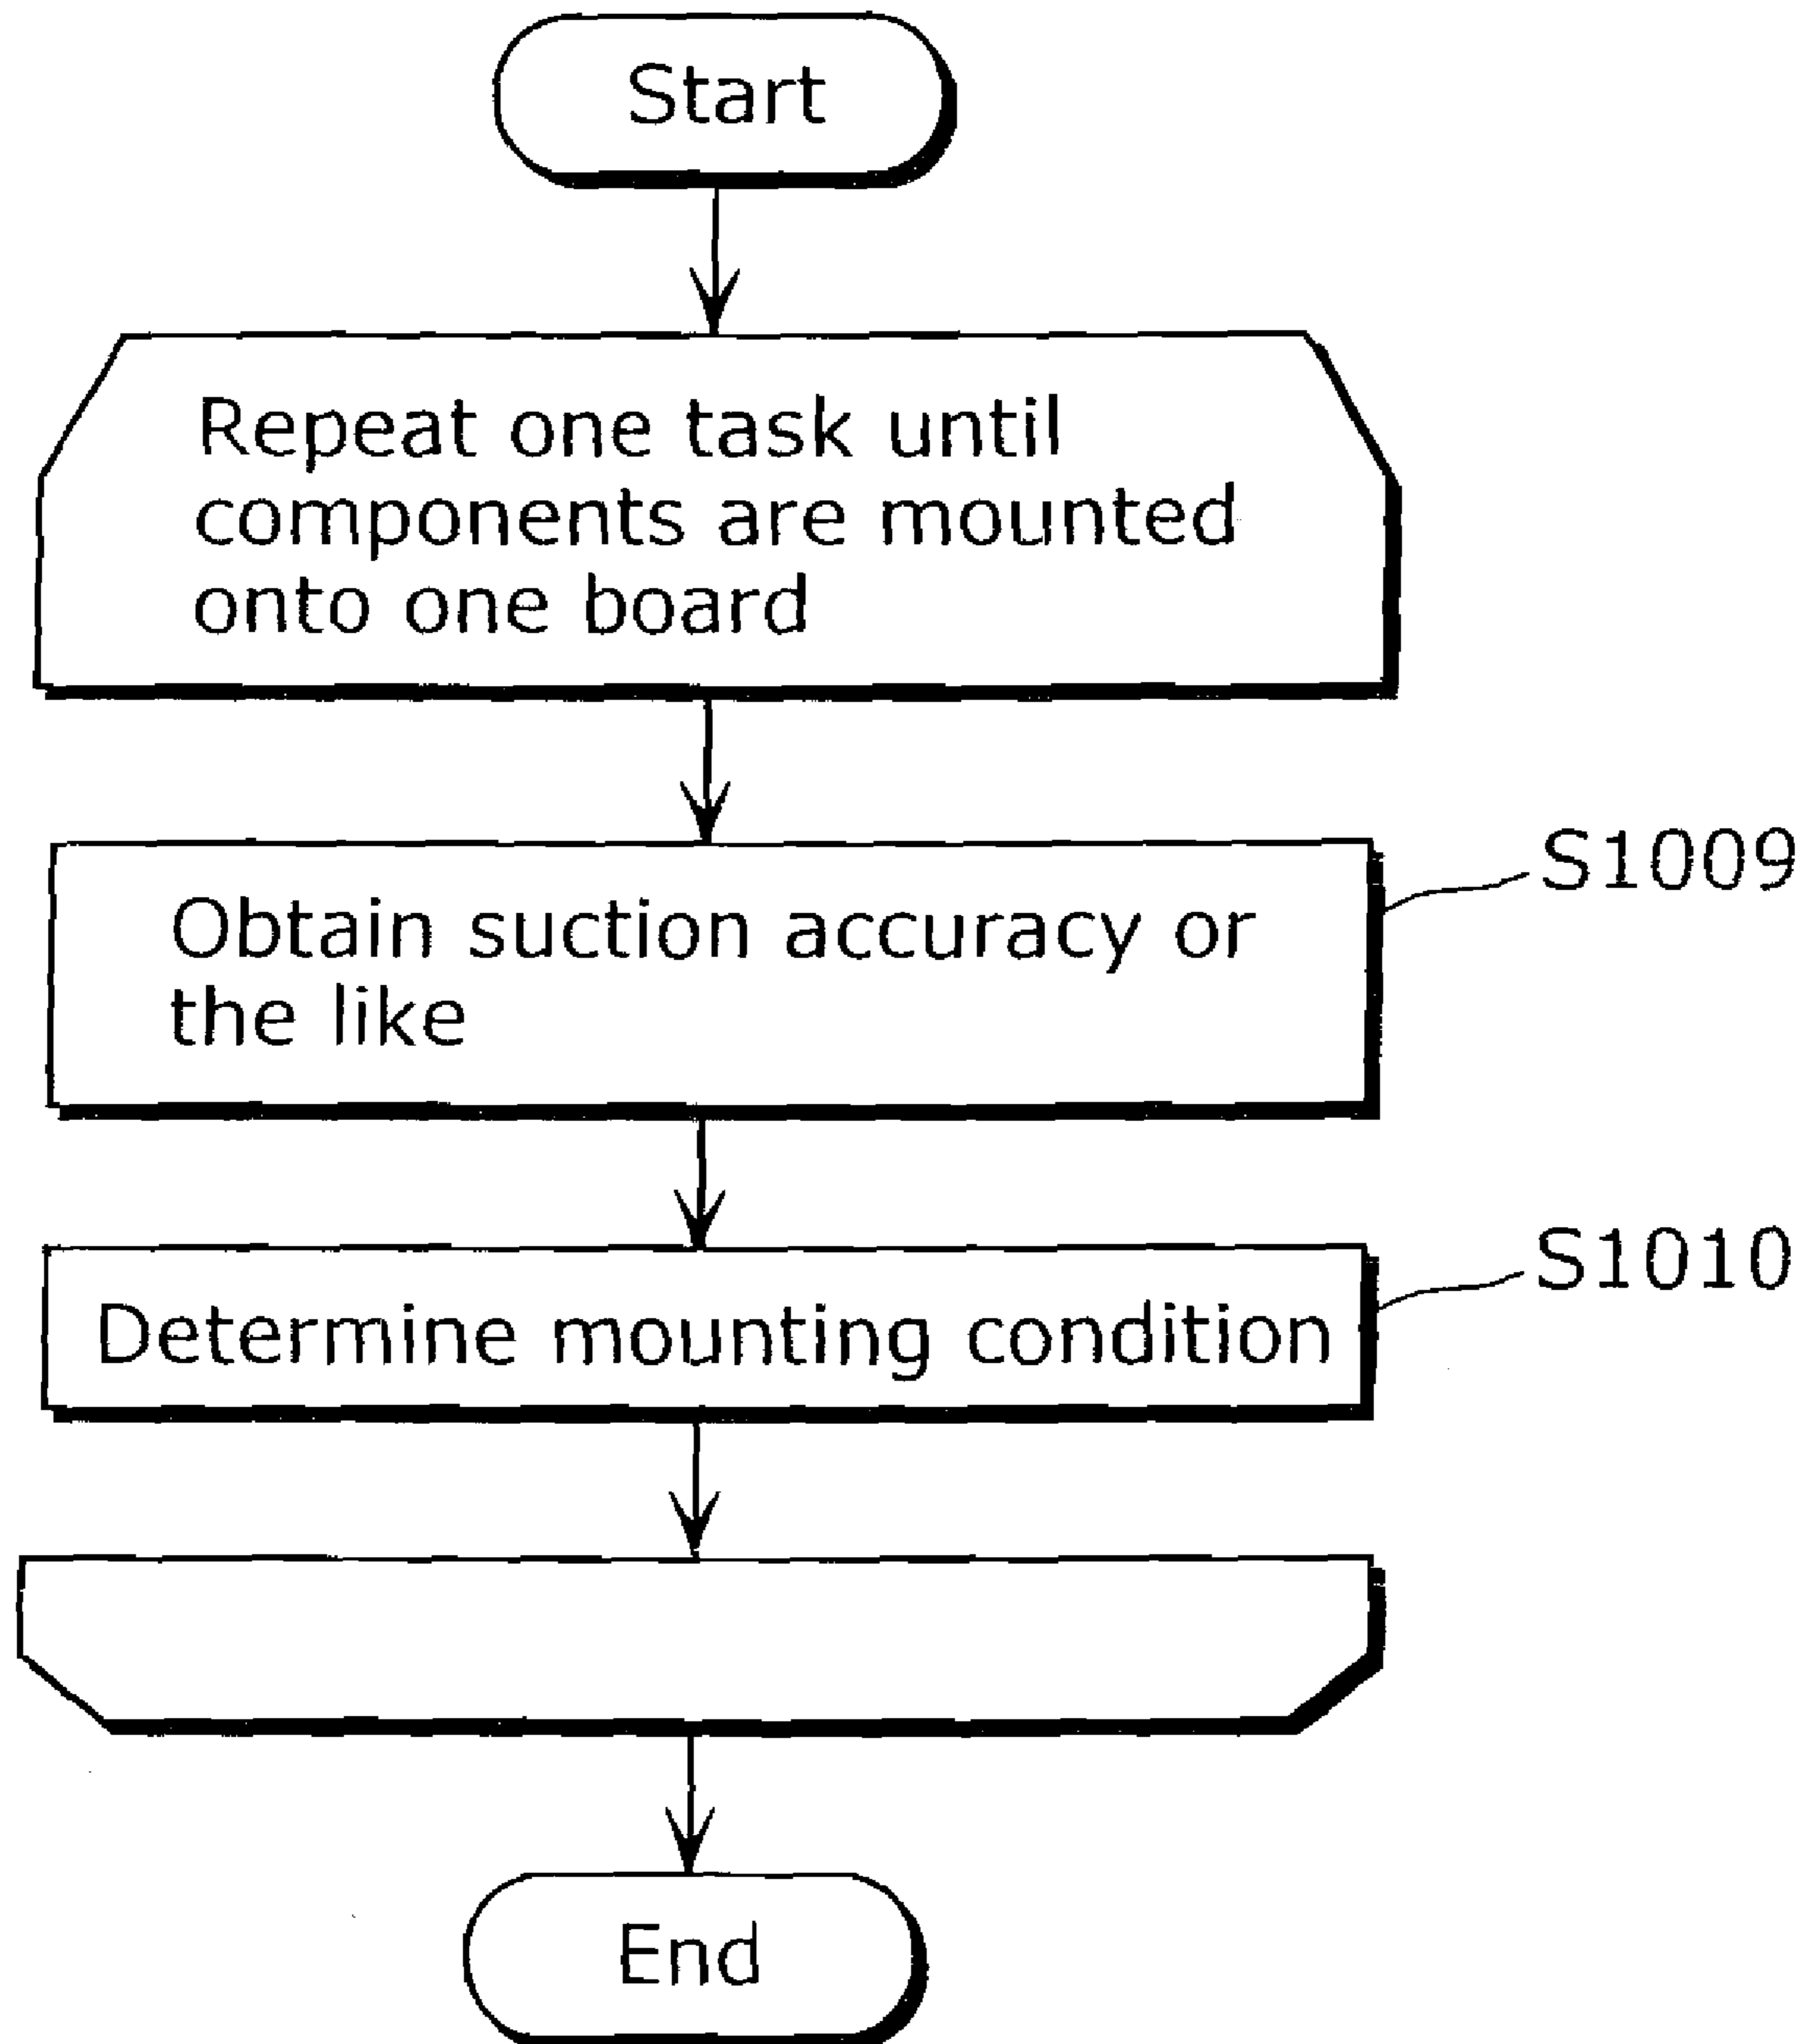 Start
Repeat one task until
components are mounted
onto one board
S1009
Obtain suction accuracy or
the like
S1010
Determine mounting condition
End